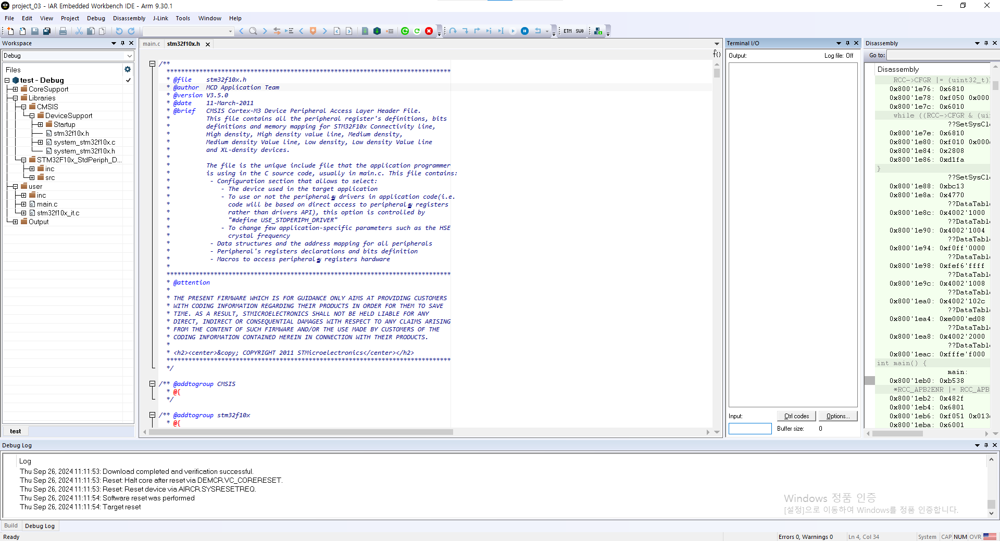 project_03 - IAR Embedded Workbench IDE - Arm 9.30.1
File Edit View Project Debug Disassembly J-Link Tools Window Help
ETM SWO
Workspace
Debug
Files
test - Debug
CoreSupport
Libraries
CMSIS
DeviceSupport
Startup
stm32f10x.h
system_stm32f10x.c
system_stm32f10x.h
STM32F10x_StdPeriph_D...
inc
src
user
inc
main.c
stm32f10x_it.c
Output
test
main.c stm32f10x.h
f()
/**
******************************************************************************
* @file    stm32f10x.h
* @author  MCD Application Team
* @version V3.5.0
* @date    11-March-2011
* @brief   CMSIS Cortex-M3 Device Peripheral Access Layer Header File.
*          This file contains all the peripheral register's definitions, bits
*          definitions and memory mapping for STM32F10x Connectivity line,
*          High density, High density value line, Medium density,
*          Medium density Value line, Low density, Low density Value line
*          and XL-density devices.
*
*          The file is the unique include file that the application programmer
*          is using in the C source code, usually in main.c. This file contains:
*           - Configuration section that allows to select:
*              - The device used in the target application
*              - To use or not the peripheral drivers in application code(i.e.
*                code will be based on direct access to peripheral registers
*                rather than drivers API), this option is controlled by
*                "#define USE_STDPERIPH_DRIVER"
*              - To change few application-specific parameters such as the HSE
*                crystal frequency
*           - Data structures and the address mapping for all peripherals
*           - Peripheral's registers declarations and bits definition
*           - Macros to access peripheral registers hardware
*
******************************************************************************
* @attention
*
* THE PRESENT FIRMWARE WHICH IS FOR GUIDANCE ONLY AIMS AT PROVIDING CUSTOMERS
* WITH CODING INFORMATION REGARDING THEIR PRODUCTS IN ORDER FOR THEM TO SAVE
* TIME. AS A RESULT, STMICROELECTRONICS SHALL NOT BE HELD LIABLE FOR ANY
* DIRECT, INDIRECT OR CONSEQUENTIAL DAMAGES WITH RESPECT TO ANY CLAIMS ARISING
* FROM THE CONTENT OF SUCH FIRMWARE AND/OR THE USE MADE BY CUSTOMERS OF THE
* CODING INFORMATION CONTAINED HEREIN IN CONNECTION WITH THEIR PRODUCTS.
*
* <h2><center>&copy; COPYRIGHT 2011 STMicroelectronics</center></h2>
******************************************************************************
*/
/** @addtogroup CMSIS
* @{
*/
/** @addtogroup stm32f10x
* @{
Terminal I/O
Output: Log file: Off
Input: Ctrl codes Options...
Buffer size: 0
Disassembly
Go to:
Disassembly
RCC->CFGR |= (uint32_t)
0x800'1e76: 0x6810
0x800'1e78: 0xf050 0x000
0x800'1e7c: 0x6010
while ((RCC->CFGR & (ui
??SetSysCl
0x800'1e7e: 0x6810
0x800'1e80: 0xf010 0x000
0x800'1e84: 0x2808
0x800'1e86: 0xd1fa
}
??SetSysCl
0x800'1e88: 0xbc13
0x800'1e8a: 0x4770
??DataTabl
0x800'1e8c: 0x4002'1000
??DataTabl
0x800'1e90: 0x4002'1004
??DataTabl
0x800'1e94: 0xf0ff'0000
??DataTabl
0x800'1e98: 0xfef6'ffff
??DataTabl
0x800'1e9c: 0x4002'1008
??DataTabl
0x800'1ea0: 0x4002'102c
??DataTabl
0x800'1ea4: 0xe000'ed08
??DataTabl
0x800'1ea8: 0x4002'2000
??DataTabl
0x800'1eac: 0xfffe'f000
int main() {
main:
0x800'1eb0: 0xb538
*RCC_APB2ENR |= RCC_APB
0x800'1eb2: 0x482f
0x800'1eb4: 0x6801
0x800'1eb6: 0xf051 0x013
0x800'1eba: 0x6001
Debug Log
Log
Thu Sep 26, 2024 11:11:53: Download completed and verification successful.
Thu Sep 26, 2024 11:11:53: Reset: Halt core after reset via DEMCR.VC_CORERESET.
Thu Sep 26, 2024 11:11:53: Reset: Reset device via AIRCR.SYSRESETREQ.
Thu Sep 26, 2024 11:11:54: Software reset was performed
Thu Sep 26, 2024 11:11:54: Target reset
Windows 정품 인증
[설정]으로 이동하여 Windows를 정품 인증합니다.
Build Debug Log
Ready Errors 0, Warnings 0 Ln 4, Col 34 System CAP NUM OVR